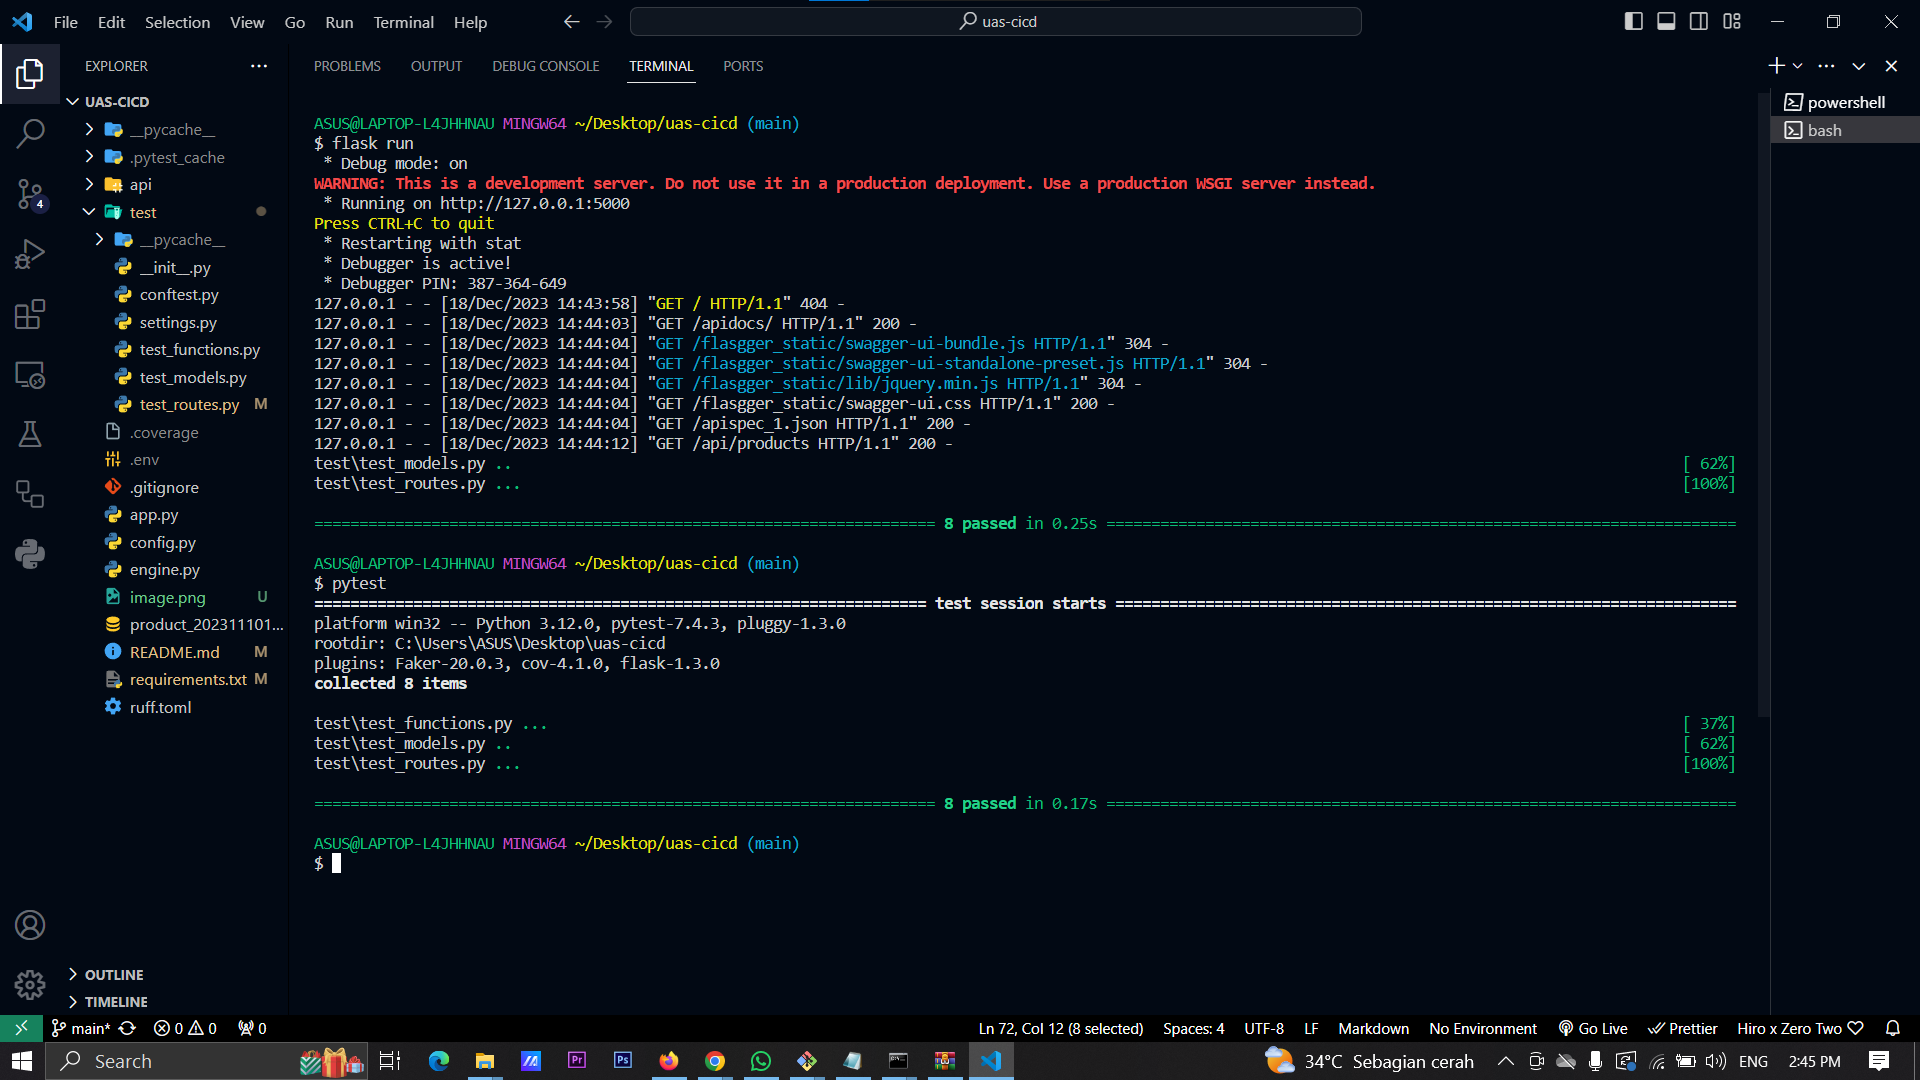 File Edit Selection View Go Run Terminal Help
uas-cicd
EXPLORER
UAS-CICD
__pycache__
.pytest_cache
api
test
__pycache__
__init__.py
conftest.py
settings.py
test_functions.py
test_models.py
test_routes.py M
.coverage
.env
.gitignore
app.py
config.py
engine.py
image.png U
product_202311101...
README.md M
requirements.txt M
ruff.toml
OUTLINE
TIMELINE
4
PROBLEMS OUTPUT DEBUG CONSOLE TERMINAL PORTS
ASUS@LAPTOP-L4JHHNAU MINGW64 ~/Desktop/uas-cicd (main)
$ flask run
* Debug mode: on
WARNING: This is a development server. Do not use it in a production deployment. Use a production WSGI server instead.
* Running on http://127.0.0.1:5000
Press CTRL+C to quit
* Restarting with stat
* Debugger is active!
* Debugger PIN: 387-364-649
127.0.0.1 - - [18/Dec/2023 14:43:58] "GET / HTTP/1.1" 404 -
127.0.0.1 - - [18/Dec/2023 14:44:03] "GET /apidocs/ HTTP/1.1" 200 -
127.0.0.1 - - [18/Dec/2023 14:44:04] "GET /flasgger_static/swagger-ui-bundle.js HTTP/1.1" 304 -
127.0.0.1 - - [18/Dec/2023 14:44:04] "GET /flasgger_static/swagger-ui-standalone-preset.js HTTP/1.1" 304 -
127.0.0.1 - - [18/Dec/2023 14:44:04] "GET /flasgger_static/lib/jquery.min.js HTTP/1.1" 304 -
127.0.0.1 - - [18/Dec/2023 14:44:04] "GET /flasgger_static/swagger-ui.css HTTP/1.1" 200 -
127.0.0.1 - - [18/Dec/2023 14:44:04] "GET /apispec_1.json HTTP/1.1" 200 -
127.0.0.1 - - [18/Dec/2023 14:44:12] "GET /api/products HTTP/1.1" 200 -
test\test_models.py .. [ 62%]
test\test_routes.py ... [100%]
===================================================================== 8 passed in 0.25s ======================================================================
ASUS@LAPTOP-L4JHHNAU MINGW64 ~/Desktop/uas-cicd (main)
$ pytest
==================================================================== test session starts =====================================================================
platform win32 -- Python 3.12.0, pytest-7.4.3, pluggy-1.3.0
rootdir: C:\Users\ASUS\Desktop\uas-cicd
plugins: Faker-20.0.3, cov-4.1.0, flask-1.3.0
collected 8 items
test\test_functions.py ... [ 37%]
test\test_models.py .. [ 62%]
test\test_routes.py ... [100%]
===================================================================== 8 passed in 0.17s ======================================================================
ASUS@LAPTOP-L4JHHNAU MINGW64 ~/Desktop/uas-cicd (main)
$
powershell
bash
main* 0 0 0 Ln 72, Col 12 (8 selected) Spaces: 4 UTF-8 LF Markdown No Environment Go Live Prettier Hiro x Zero Two
Search Pr Ps 34°C Sebagian cerah ENG 2:45 PM